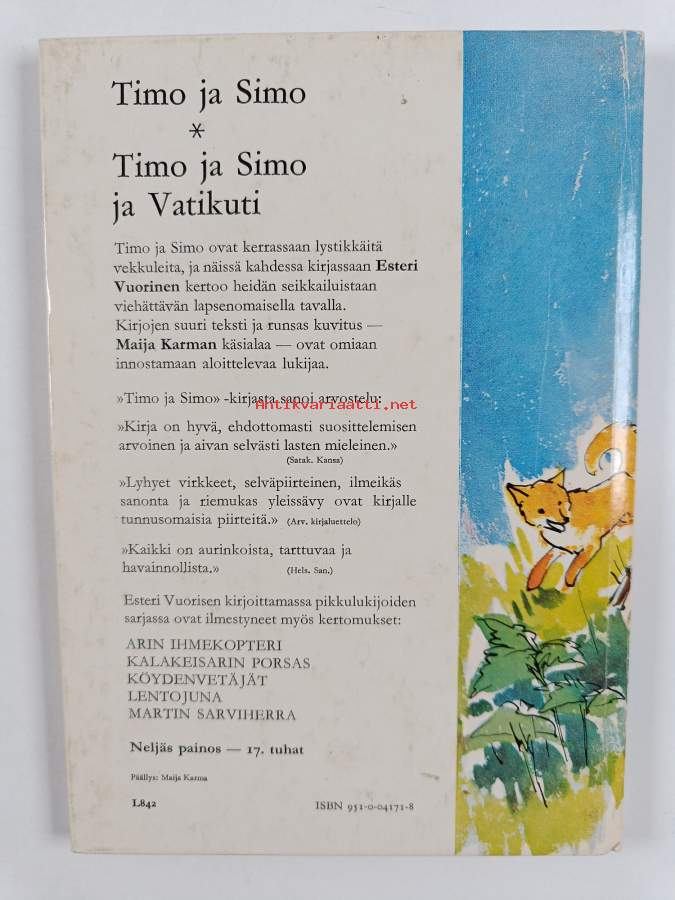 Timo ja Simo
*
Timo ja Simo
ja Vatikuti
Timo ja Simo ovat kerrassaan lystikkäitä
vekkuleita, ja näissä kahdessa kirjassaan Esteri
Vuorinen kertoo heidän seikkailuistaan
viehättävän lapsenomaisella tavalla.
Kirjojen suuri teksti ja runsas kuvitus —
Maija Karman käsialaa — ovat omiaan
innostamaan aloittelevaa lukijaa.
»Timo ja Simo» -kirjasta sanoi arvostelu:
Antikvariaatti.net
»Kirja on hyvä, ehdottomasti suosittelemisen
arvoinen ja aivan selvästi lasten mieleinen.»
(Satak. Kansa)
»Lyhyet virkkeet, selväpiirteinen, ilmeikäs
sanonta ja riemukas yleissävy ovat kirjalle
tunnusomaisia piirteitä.» (Arv. kirjaluettelo)
»Kaikki on aurinkoista, tarttuvaa ja
havainnollista.» (Hels. San.)
Esteri Vuorisen kirjoittamassa pikkulukijoiden
sarjassa ovat ilmestyneet myös kertomukset:
ARIN IHMEKOPTERI
KALAKEISARIN PORSAS
KÖYDENVETÄJÄT
LENTOJUNA
MARTIN SARVIHERRA
Neljäs painos — 17. tuhat
Päällys: Maija Karma
L842 ISBN 951-0-04171-8